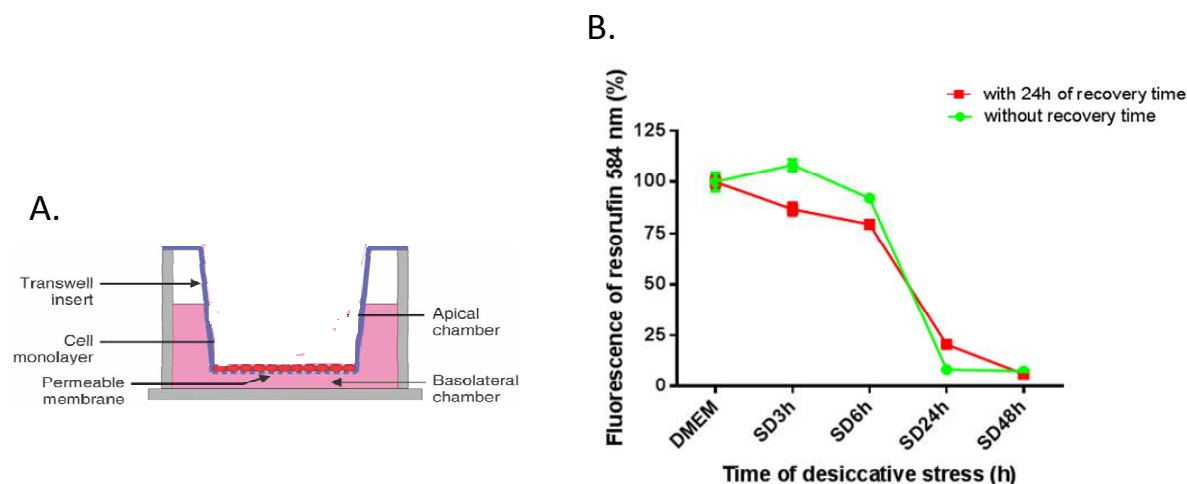 A.
Transwell
insert
Cell
monolayer
Permeable
membrane
Apical
chamber
Basolateral
chamber
B.
with 24h of recovery time
without recovery time
Fluorescence of resorufin 584 nm (%)
125
100
75
50
25
0
DMEM
SD3h
SD6h
SD24h
SD48h
Time of desiccative stress (h)